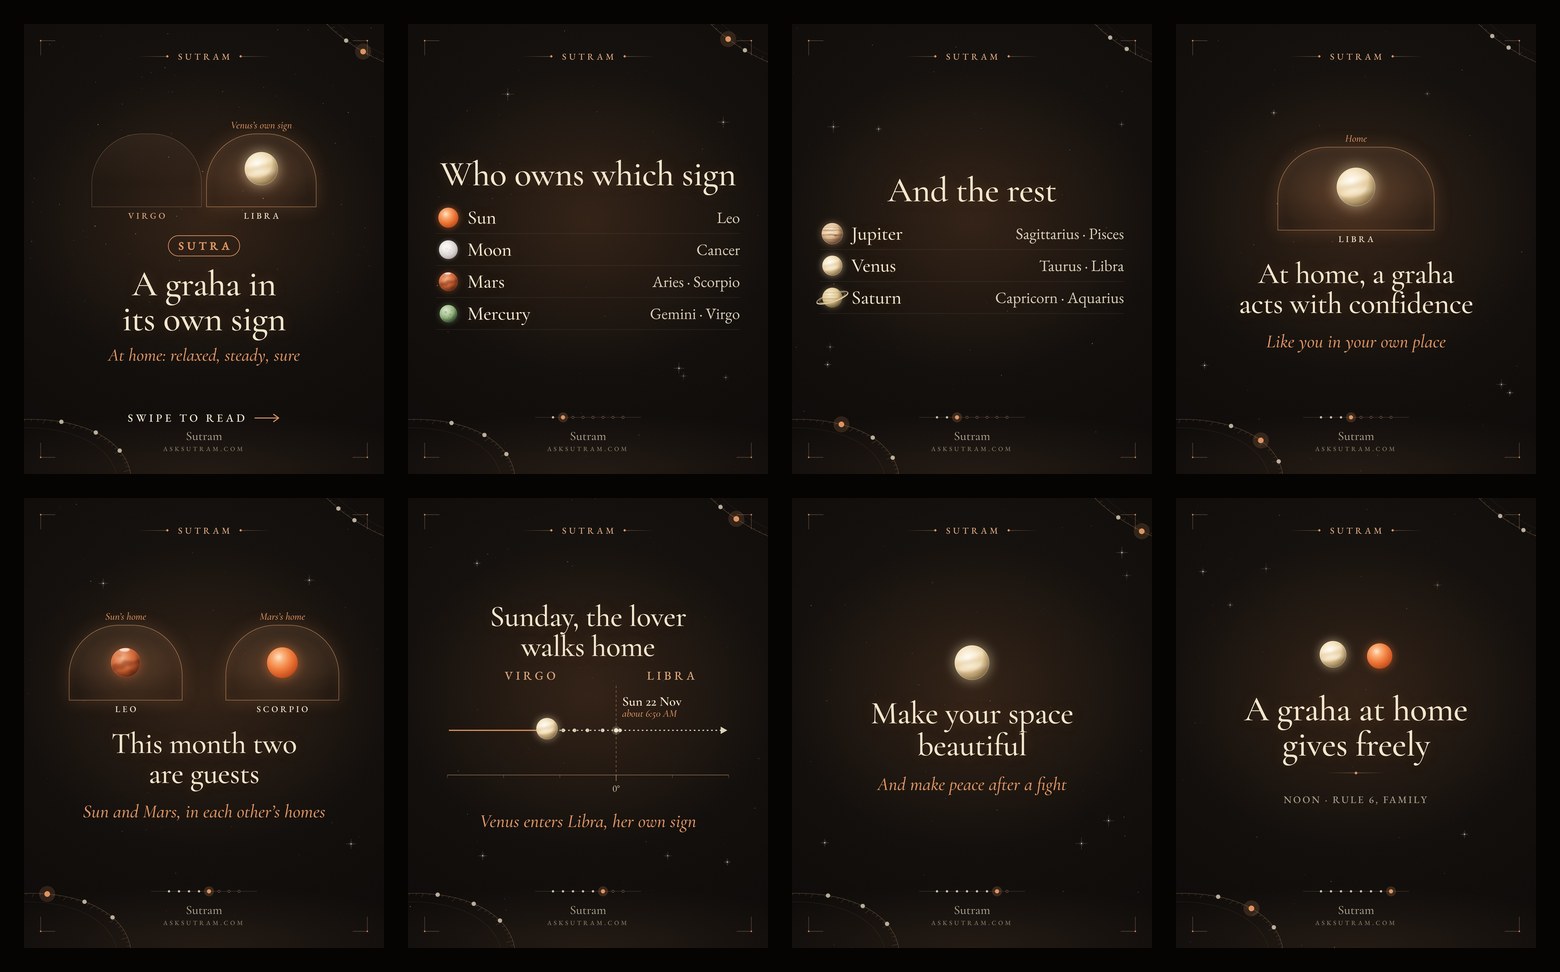 SUTRAM
Venus's own sign
VIRGO
LIBRA
SUTRA
A graha in
its own sign
At home: relaxed, steady, sure
SWIPE TO READ
Sutram
ASKSUTRAM.COM
SUTRAM
Who owns which sign
Sun Leo
Moon Cancer
Mars Aries · Scorpio
Mercury Gemini · Virgo
Sutram
ASKSUTRAM.COM
SUTRAM
And the rest
Jupiter Sagittarius · Pisces
Venus Taurus · Libra
Saturn Capricorn · Aquarius
Sutram
ASKSUTRAM.COM
SUTRAM
Home
LIBRA
At home, a graha
acts with confidence
Like you in your own place
Sutram
ASKSUTRAM.COM
SUTRAM
Sun's home
Mars's home
LEO
SCORPIO
This month two
are guests
Sun and Mars, in each other's homes
Sutram
ASKSUTRAM.COM
SUTRAM
Sunday, the lover
walks home
VIRGO
LIBRA
Sun 22 Nov
about 6:50 AM
0°
Venus enters Libra, her own sign
Sutram
ASKSUTRAM.COM
SUTRAM
Make your space
beautiful
And make peace after a fight
Sutram
ASKSUTRAM.COM
SUTRAM
A graha at home
gives freely
NOON · RULE 6, FAMILY
Sutram
ASKSUTRAM.COM